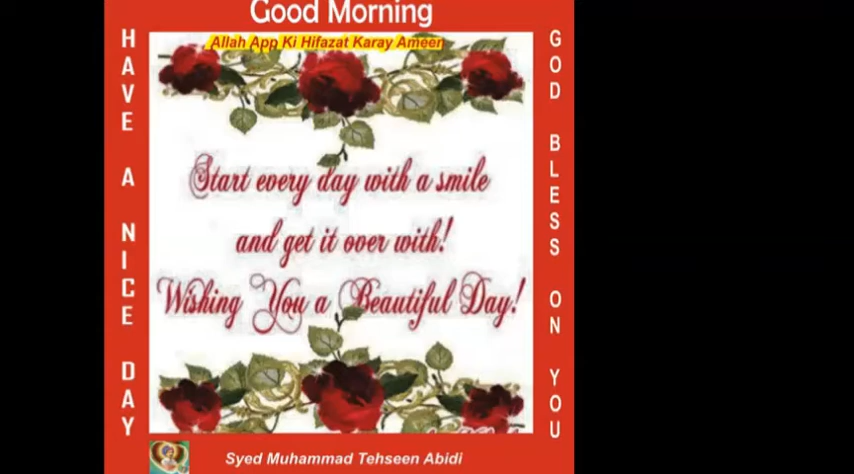 Good Morning
Allah App Ki Hifazat Karay Ameen
HAVE A NICE DAY
Start every day with a smile
and get it over with!
Wishing You a Beautiful Day!
GOD BLESS ON YOU
Syed Muhammad Tehseen Abidi